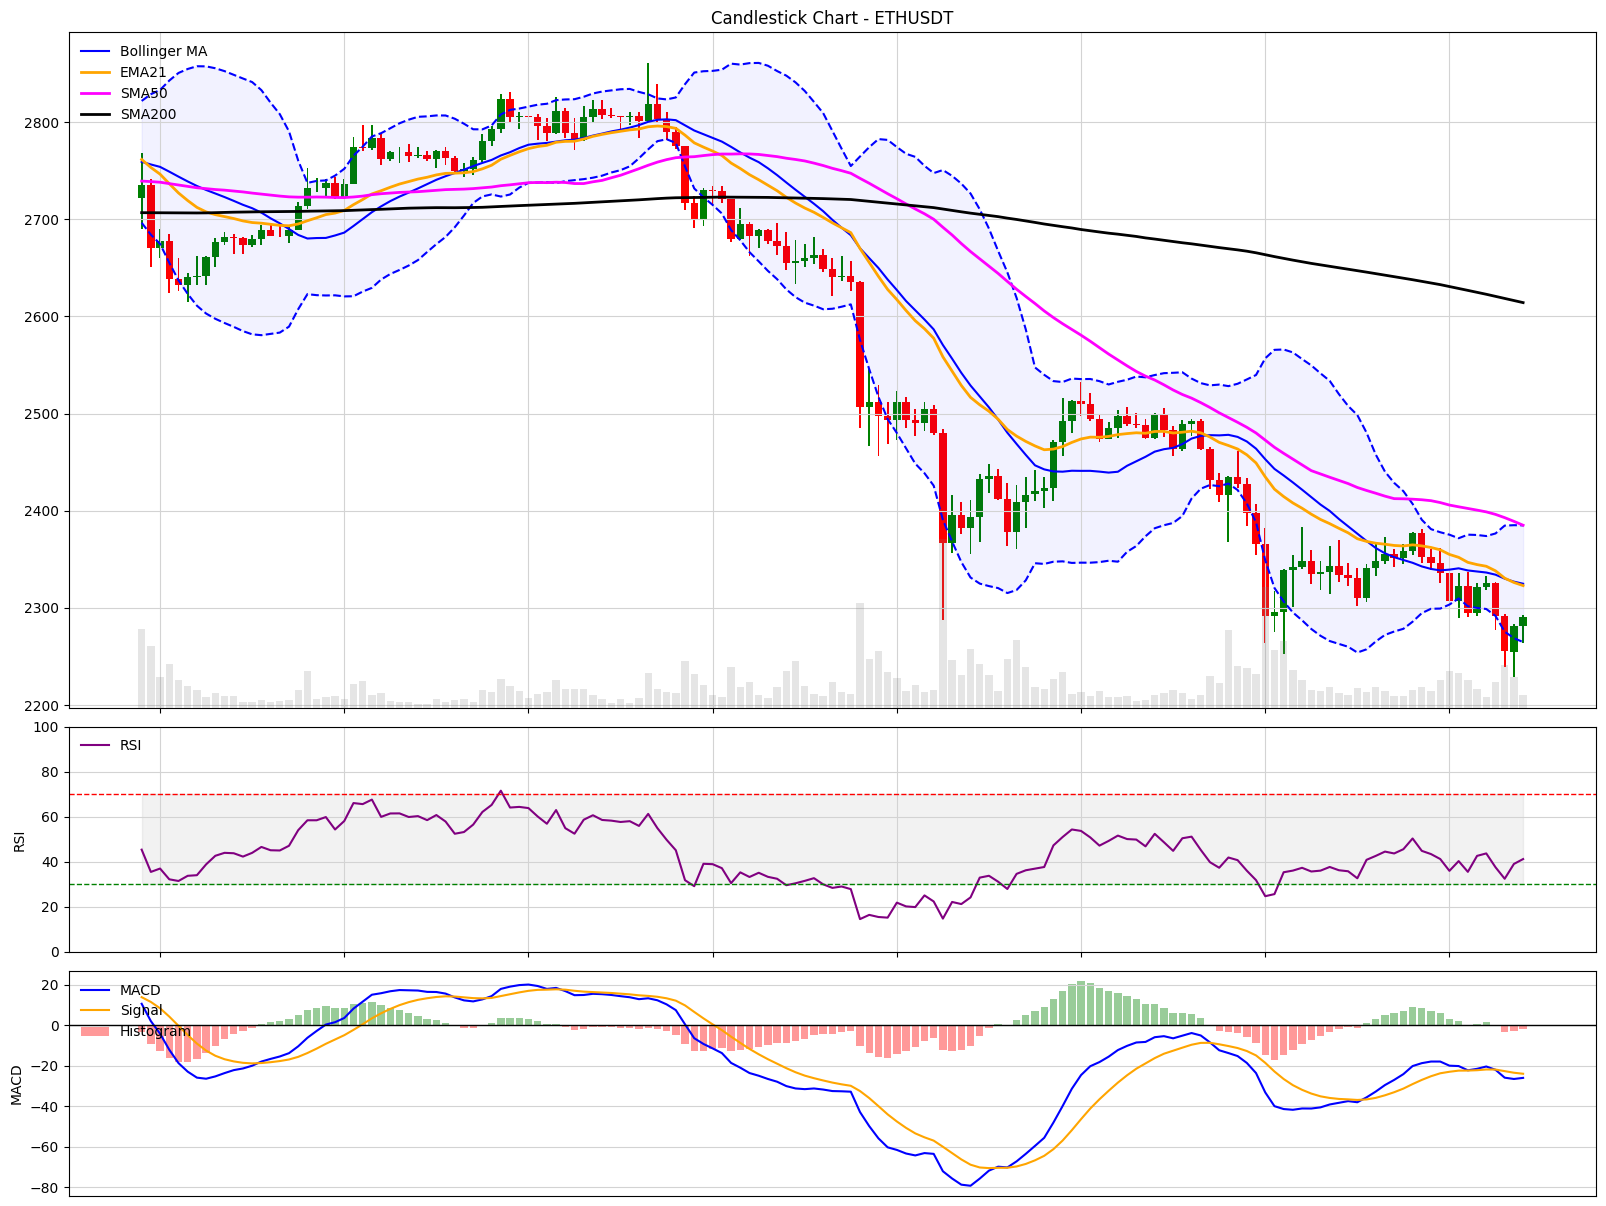 Candlestick Chart - ETHUSDT
Bollinger MA
EMA21
SMA50
SMA200
2800
2700
2600
2500
2400
2300
2200
RSI
100
80
60
40
20
0
RSI
MACD
Signal
Histogram
20
0
−20
−40
−60
−80
MACD